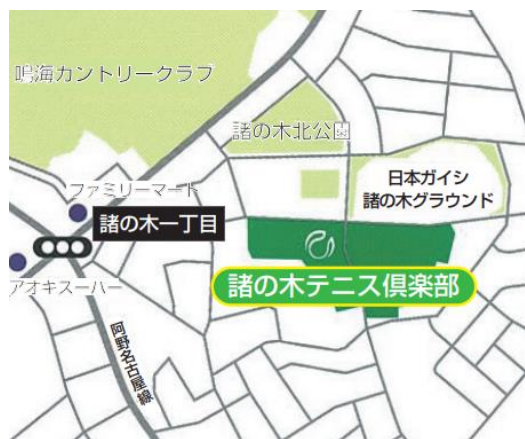 鳴海カントリークラブ
諸の木北公園
日本ガイシ
諸の木グラウンド
ファミリーマート
諸の木一丁目
アオキスーパー
諸の木テニス倶楽部
阿野名古屋線